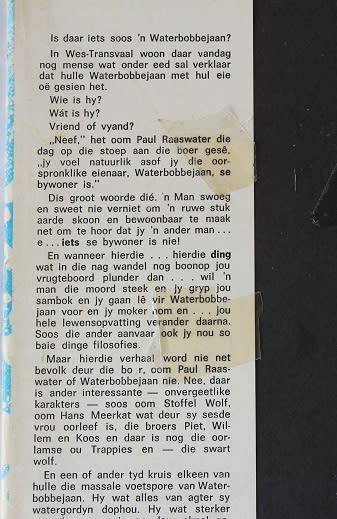 Is daar iets soos 'n Waterbobbejaan?
In Wes-Transvaal woon daar vandag
nog mense wat onder eed sal verklaar
dat hulle Waterbobbejaan met hul eie
oë gesien het.
Wie is hy?
Wát is hy?
Vriend of vyand?
„Neef,” het oom Paul Raaswater die
dag op die stoep aan die boer gesê,
„jy voel natuurlik asof jy die oor-
spronklike eienaar, Waterbobbejaan, se
bywoner is.”
Dis groot woorde dié. 'n Man swoeg
en sweet nie verniet om 'n ruwe stuk
aarde skoon en bewoonbaar te maak
net om te hoor dat jy 'n ander man . . .
e . . . iets se bywoner is nie!
En wanneer hierdie . . . hierdie ding
wat in die nag wandel nog boonop jou
vrugteboord plunder dan . . . wil 'n
man die moord steek en jy gryp jou
sambok en jy gaan lê vir Waterbobbe-
jaan voor en jy moker hom en . . . jou
hele lewensopvatting verander daarna.
Soos die ander aanvaar ook jy nou so
baie dinge filosofies.
Maar hierdie verhaal word nie net
bevolk deur die bo r, oom Paul Raas-
water of Waterbobbejaan nie. Nee, daar
is ander interessante — onvergeetlike
karakters — soos oom Stoffel Wolf,
oom Hans Meerkat wat deur sy sesde
vrou oorleef is, die broers Piet, Wil-
lem en Koos en daar is nog die oor-
lamse ou Trappies en — die swart
wolf.
En een of ander tyd kruis elkeen van
hulle die massale voetspore van Water-
bobbejaan. Hy wat alles van agter sy
watergordyn dophou. Hy wat sterker